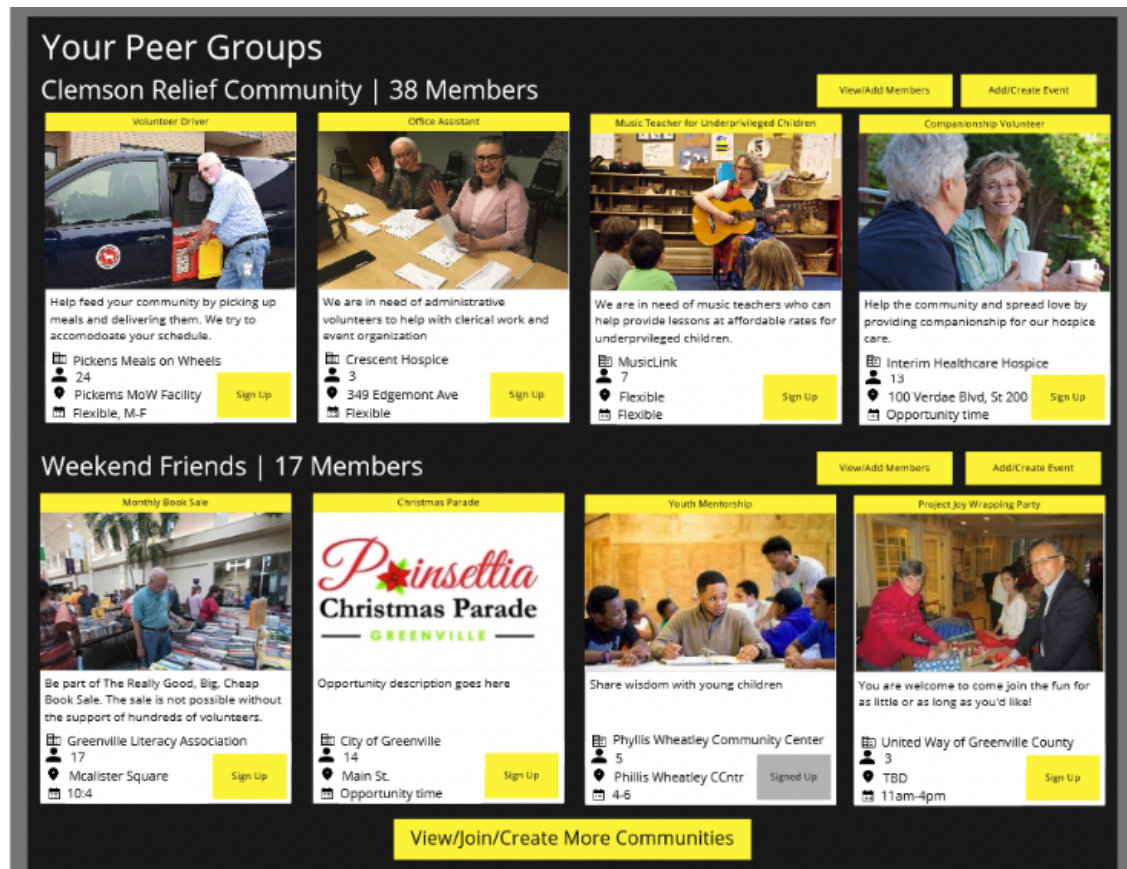 Your Peer Groups
Clemson Relief Community | 38 Members
View/Add Members
Add/Create Event
Volunteer Driver
Help feed your community by picking up
meals and delivering them. We try to
accomodoate your schedule.
Pickens Meals on Wheels
24
Pickems MoW Facility
Flexible, M-F
Sign Up
Office Assistant
We are in need of administrative
volunteers to help with clerical work and
event organization
Crescent Hospice
3
349 Edgemont Ave
Flexible
Sign Up
Music Teacher for Underprivileged Children
We are in need of music teachers who can
help provide lessons at affordable rates for
underprvileged children.
MusicLink
7
Flexible
Flexible
Sign Up
Companionship Volunteer
Help the community and spread love by
providing companionship for our hospice
care.
Interim Healthcare Hospice
13
100 Verdae Blvd, St 200
Opportunity time
Sign Up
Weekend Friends | 17 Members
View/Add Members
Add/Create Event
Monthly Book Sale
Be part of The Really Good, Big, Cheap
Book Sale. The sale is not possible without
the support of hundreds of volunteers.
Greenville Literacy Association
17
Mcalister Square
10:4
Sign Up
Christmas Parade
Poinsettia
Christmas Parade
GREENVILLE
Opportunity description goes here
City of Greenville
14
Main St.
Opportunity time
Sign Up
Youth Mentorship
Share wisdom with young children
Phyllis Wheatley Community Center
5
Phillis Wheatley CCntr
4-6
Signed Up
Project Joy Wrapping Party
You are welcome to come join the fun for
as little or as long as you'd like!
United Way of Greenville County
3
TBD
11am-4pm
Sign Up
View/Join/Create More Communities